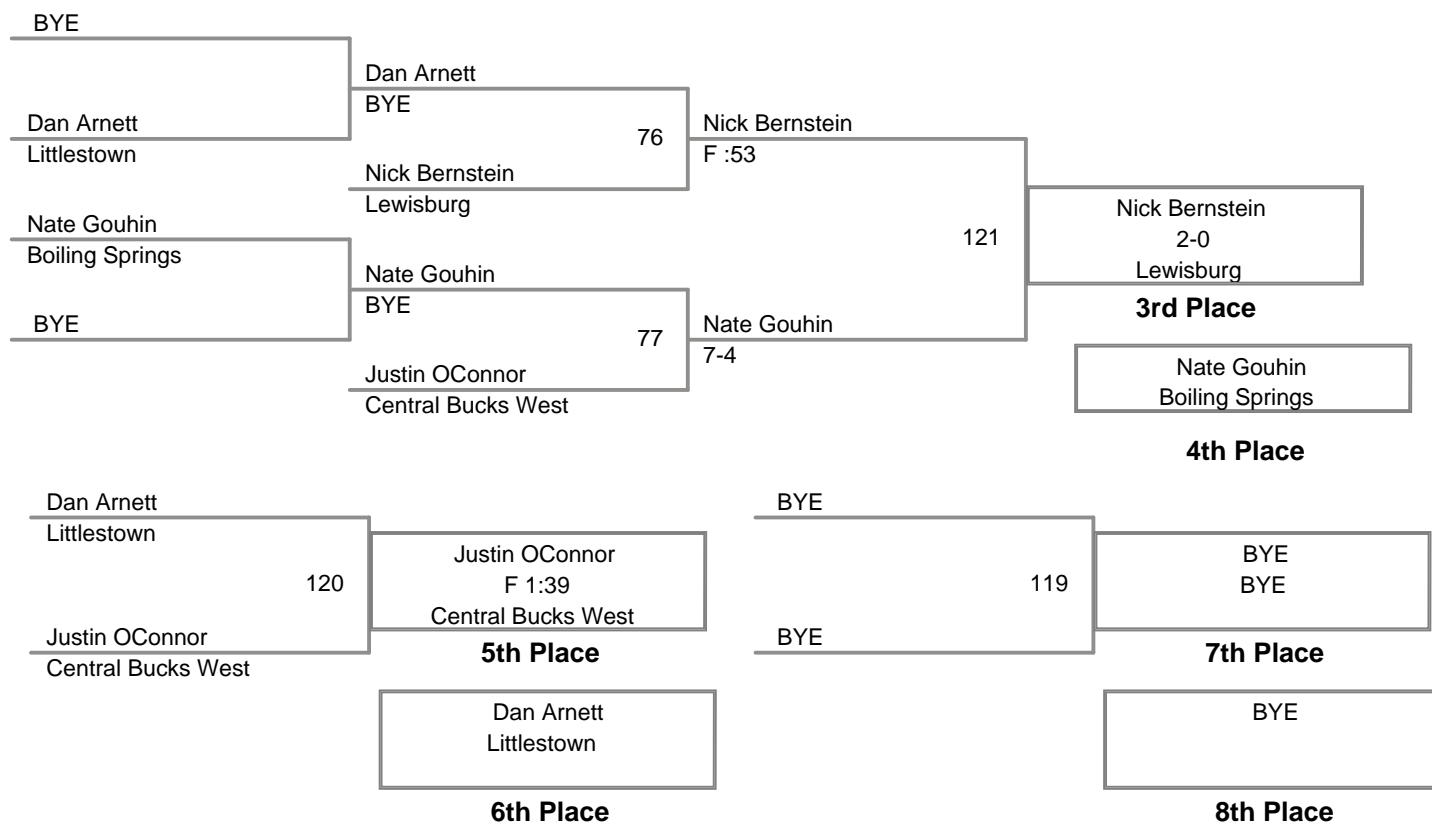 BYE
Dan Arnett
BYE
Dan Arnett
Littlestown
76
Nick Bernstein
F :53
Nick Bernstein
Lewisburg
Nate Gouhin
Boiling Springs
121
Nick Bernstein
2-0
Lewisburg
3rd Place
Nate Gouhin
BYE
BYE
77
Nate Gouhin
7-4
Justin OConnor
Central Bucks West
Nate Gouhin
Boiling Springs
4th Place
Dan Arnett
Littlestown
120
Justin OConnor
F 1:39
Central Bucks West
Justin OConnor
Central Bucks West
5th Place
Dan Arnett
Littlestown
6th Place
BYE
119
BYE
BYE
BYE
7th Place
BYE
8th Place